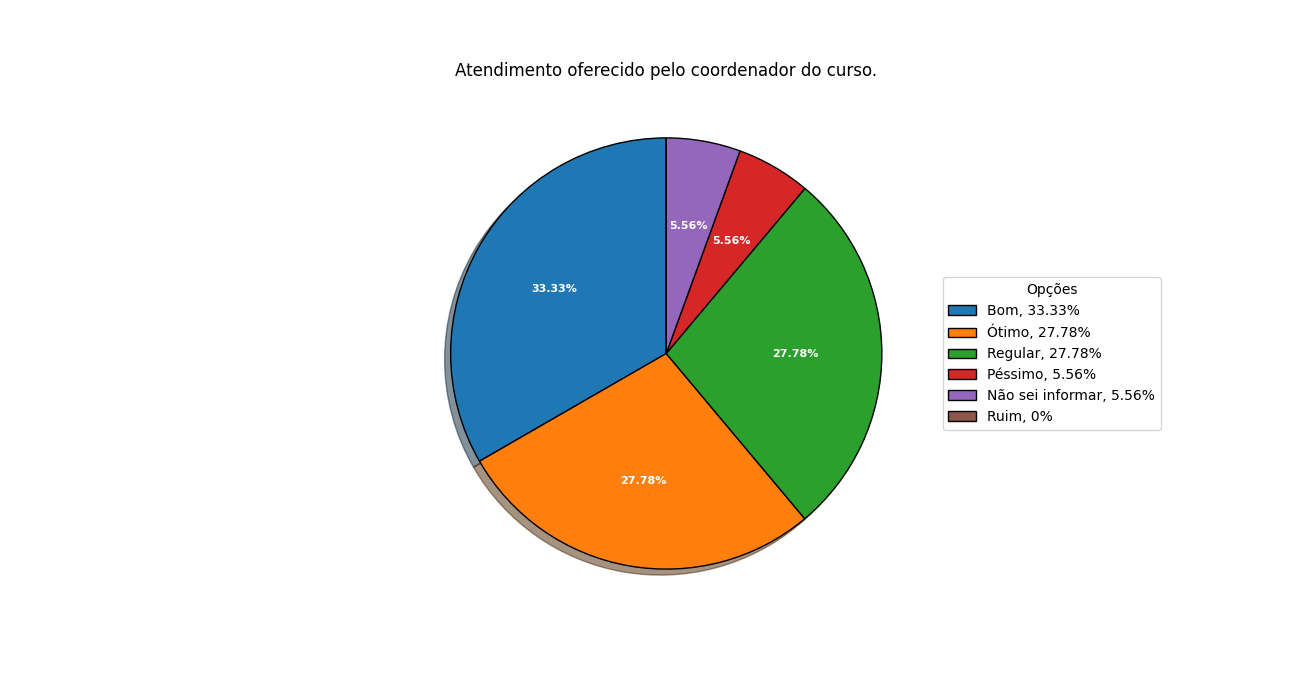 Atendimento oferecido pelo coordenador do curso.
5.56%
5.56%
33.33%
27.78%
27.78%
Opções
Bom, 33.33%
Ótimo, 27.78%
Regular, 27.78%
Péssimo, 5.56%
Não sei informar, 5.56%
Ruim, 0%